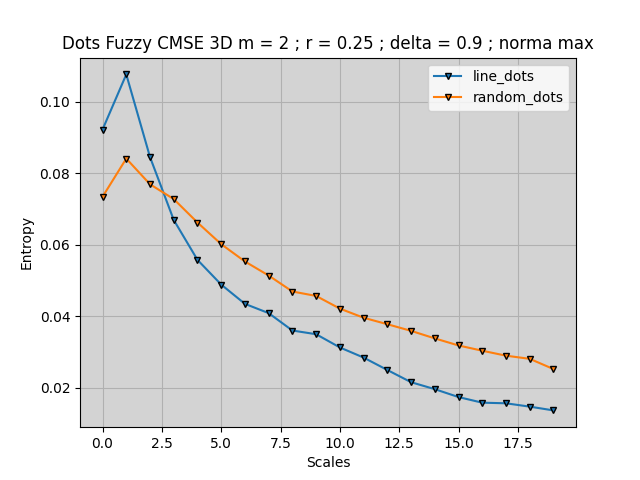 Dots Fuzzy CMSE 3D m = 2 ; r = 0.25 ; delta = 0.9 ; norma max
line_dots
random_dots
0.10
0.08
0.06
0.04
0.02
Entropy
0.0 2.5 5.0 7.5 10.0 12.5 15.0 17.5
Scales